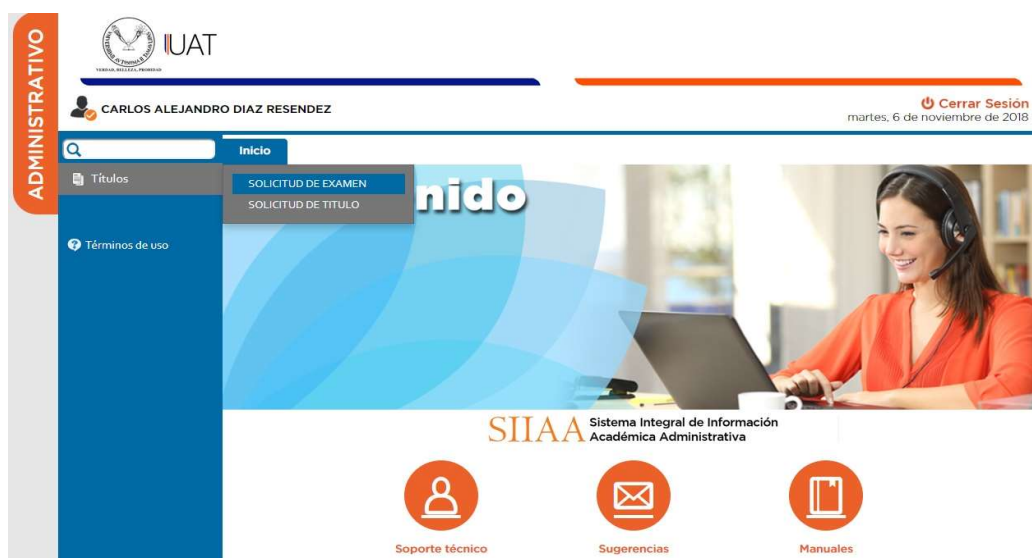 ADMINISTRATIVO
UAT
VERDAD, BELLEZA, PROBIDAD
CARLOS ALEJANDRO DIAZ RESENDEZ
Cerrar Sesión
martes, 6 de noviembre de 2018
Inicio
Títulos
SOLICITUD DE EXAMEN
SOLICITUD DE TITULO
nido
Términos de uso
SIIAA Sistema Integral de Información
Académica Administrativa
Soporte técnico
Sugerencias
Manuales